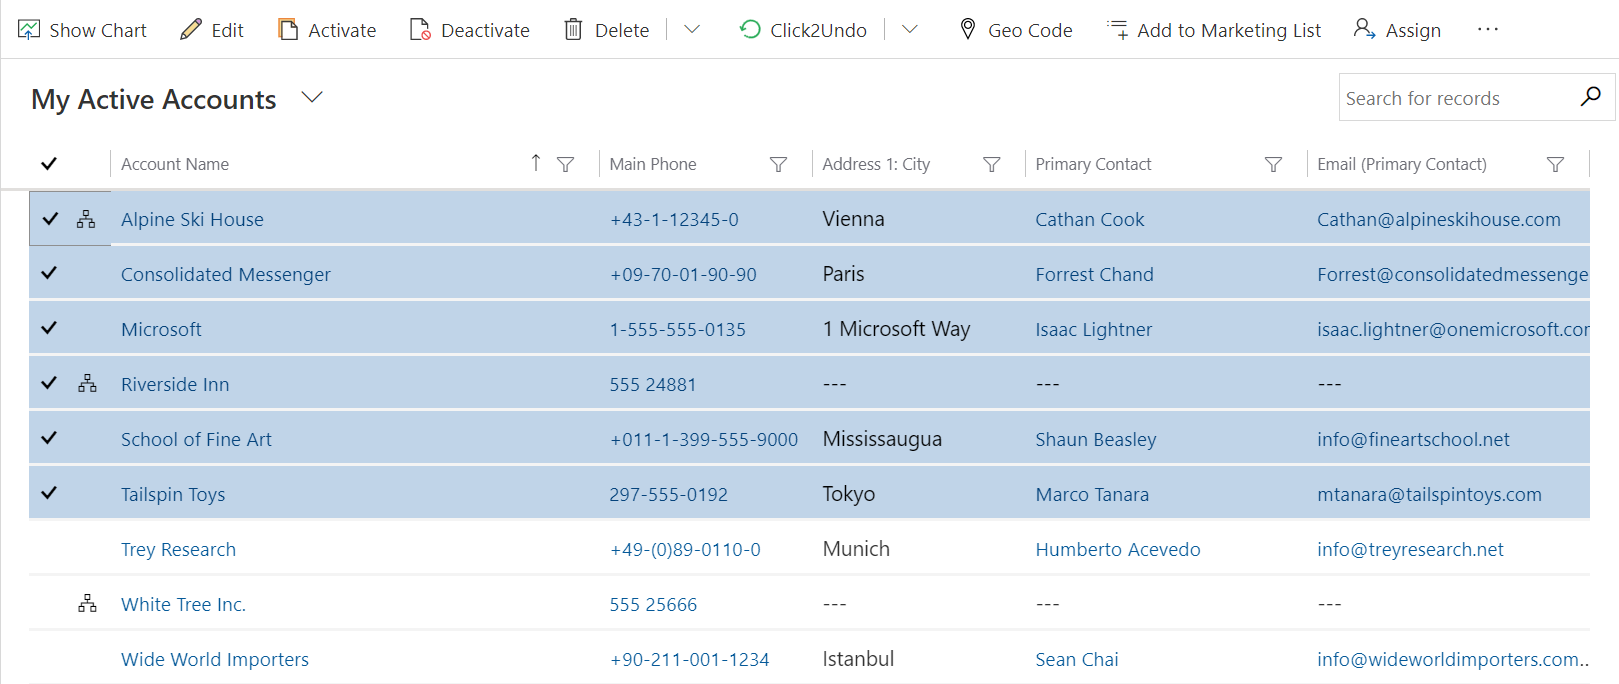 Show Chart Edit Activate Deactivate Delete Click2Undo Geo Code Add to Marketing List Assign ...
My Active Accounts
Search for records
Account Name Main Phone Address 1: City Primary Contact Email (Primary Contact)
Alpine Ski House +43-1-12345-0 Vienna Cathan Cook Cathan@alpineskihouse.com
Consolidated Messenger +09-70-01-90-90 Paris Forrest Chand Forrest@consolidatedmessenge
Microsoft 1-555-555-0135 1 Microsoft Way Isaac Lightner isaac.lightner@onemicrosoft.com
Riverside Inn 555 24881 --- --- ---
School of Fine Art +011-1-399-555-9000 Mississaugua Shaun Beasley info@fineartschool.net
Tailspin Toys 297-555-0192 Tokyo Marco Tanara mtanara@tailspintoys.com
Trey Research +49-(0)89-0110-0 Munich Humberto Acevedo info@treyresearch.net
White Tree Inc. 555 25666 --- --- ---
Wide World Importers +90-211-001-1234 Istanbul Sean Chai info@wideworldimporters.com..